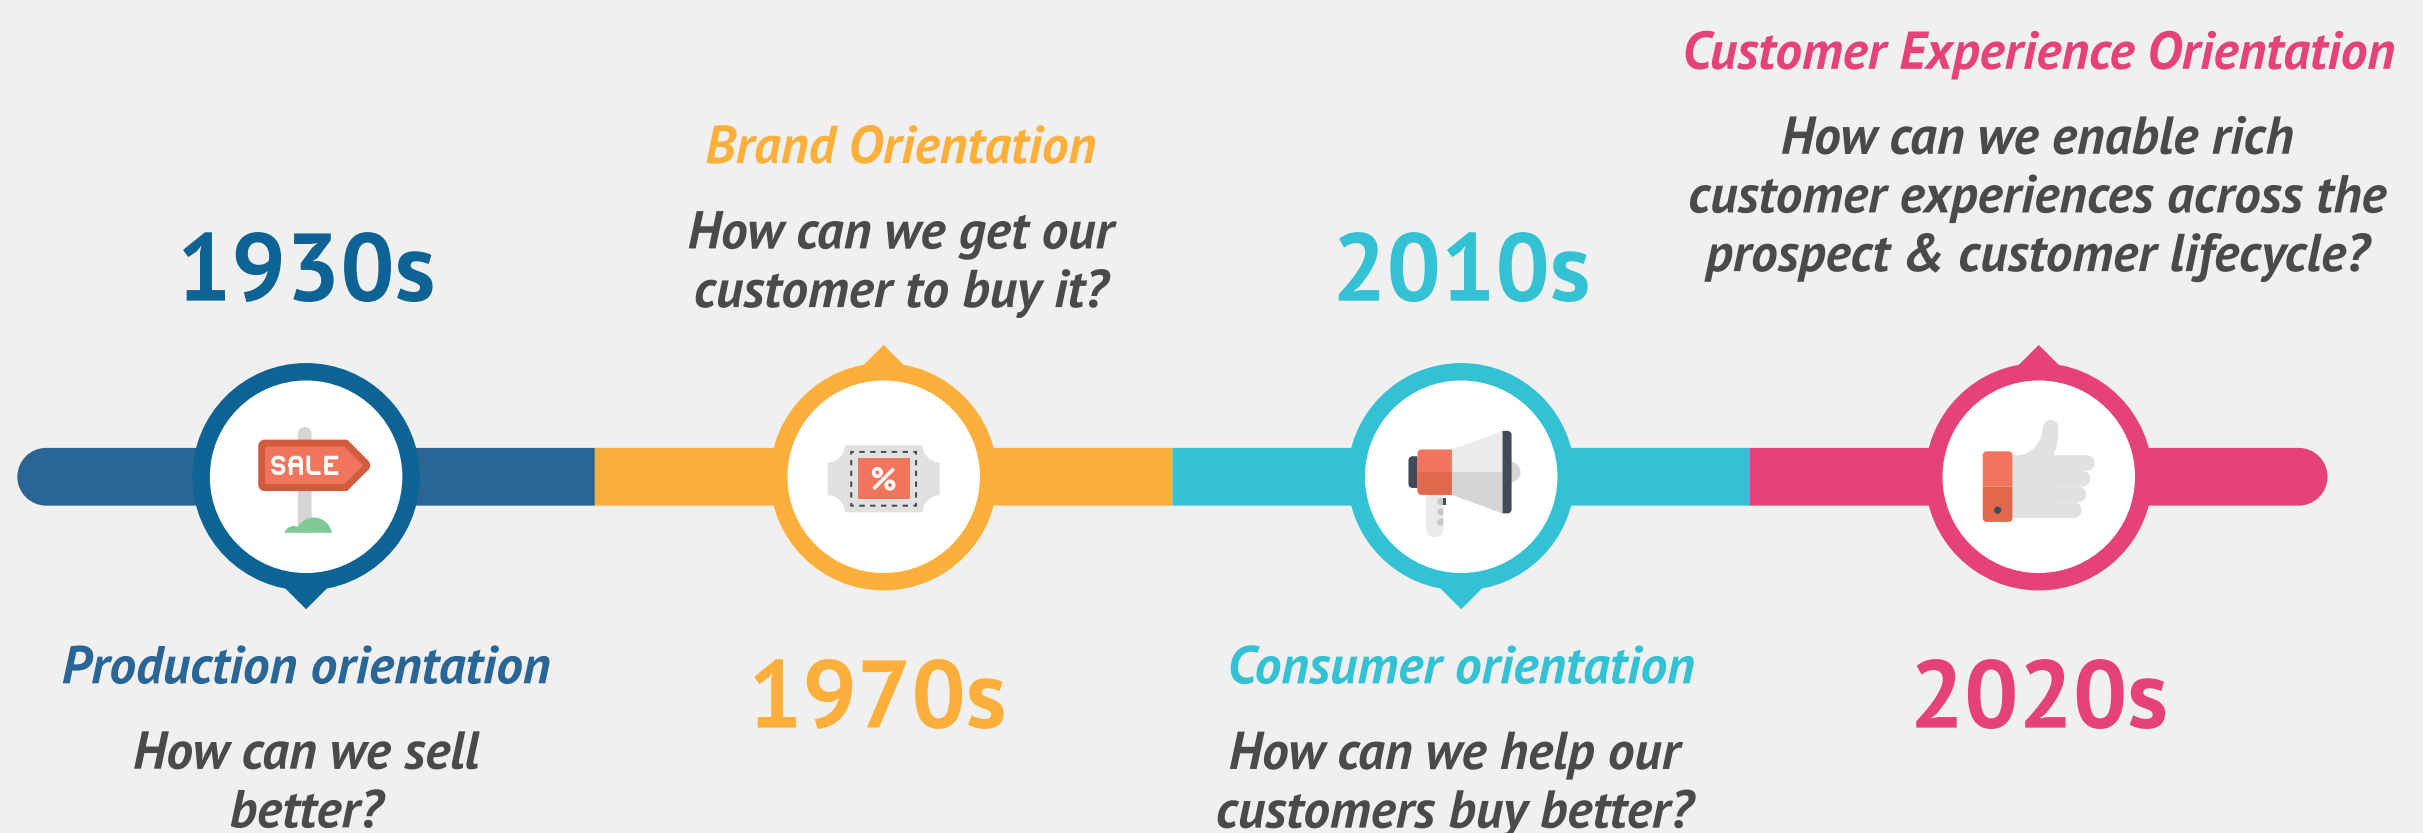 1930s
SALE
Production orientation
How can we sell
better?
Brand Orientation
How can we get our
customer to buy it?
%
1970s
2010s
Consumer orientation
How can we help our
customers buy better?
Customer Experience Orientation
How can we enable rich
customer experiences across the
prospect & customer lifecycle?
2020s